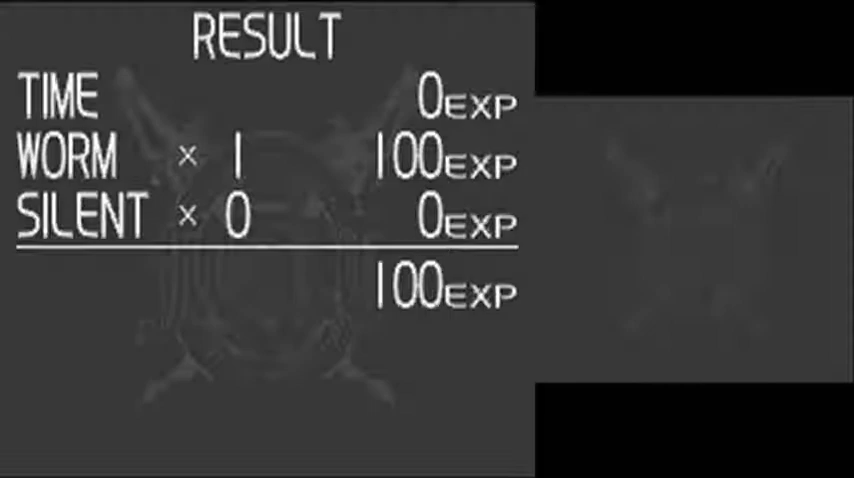 RESULT
TIME 0EXP
WORM × 1 100EXP
SILENT × 0 0EXP
100EXP